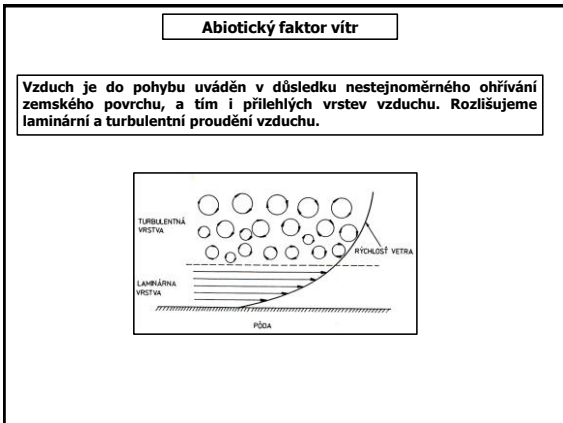 Abiotický faktor vítr
Vzduch je do pohybu uváděn v důsledku nestejnoměrného ohřívání
zemského povrchu, a tím i přilehlých vrstev vzduchu. Rozlišujeme
laminární a turbulentní proudění vzduchu.
TURBULENTNÁ
VRSTVA
RÝCHLOSŤ VETRA
LAMINÁRNA
VRSTVA
PÔDA